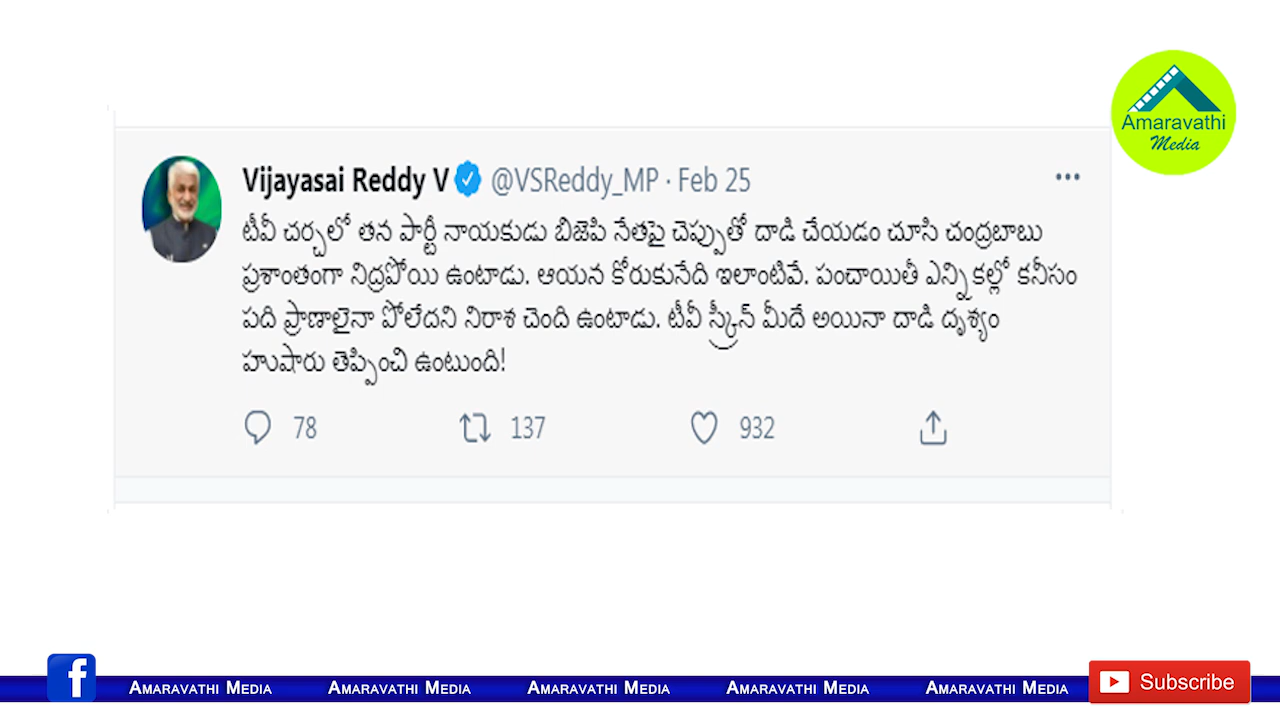 Amaravathi
Media
Vijayasai Reddy V @VSReddy_MP · Feb 25
టీవీ చర్చలో తన పార్టీ నాయకుడు బిజెపి నేతపై చెప్పుతో దాడి చేయడం చూసి చంద్రబాబు
ప్రశాంతంగా నిద్రపోయి ఉంటాడు. ఆయన కోరుకునేది ఇలాంటివే. పంచాయితీ ఎన్నికల్లో కనీసం
పది ప్రాణాలైనా పోలేదని నిరాశ చెంది ఉంటాడు. టీవీ స్క్రీన్ మీదే అయినా దాడి దృశ్యం
హుషారు తెప్పించి ఉంటుంది!
78 137 932
f AMARAVATHI MEDIA AMARAVATHI MEDIA AMARAVATHI MEDIA AMARAVATHI MEDIA AMARAVATHI MEDIA Subscribe